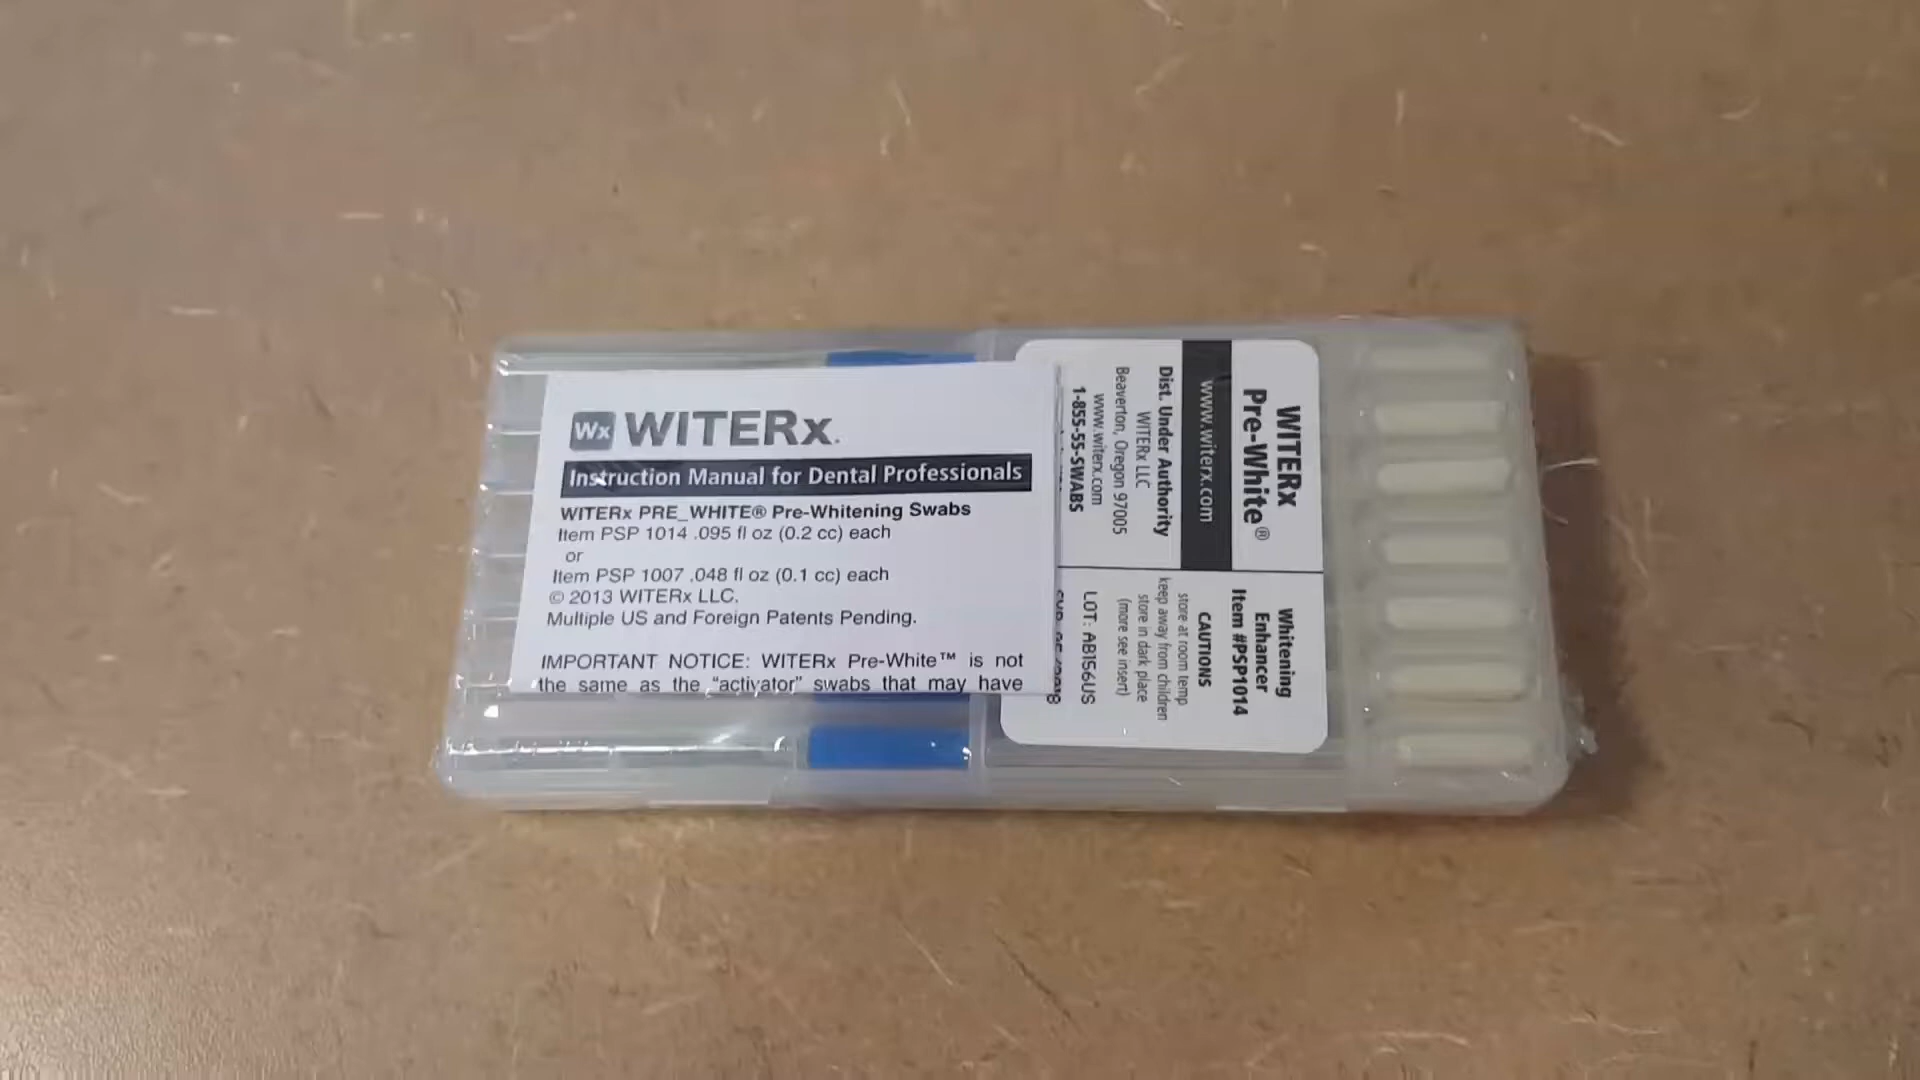 Wx WITERx.
Instruction Manual for Dental Professionals
WITERx PRE_WHITE® Pre-Whitening Swabs
Item PSP 1014 .095 fl oz (0.2 cc) each
or
Item PSP 1007 .048 fl oz (0.1 cc) each
© 2013 WITERx LLC.
Multiple US and Foreign Patents Pending.
IMPORTANT NOTICE: WITERx Pre-White™ is not
the same as the “activator” swabs that may have
WITERx
Pre-White®
www.witerx.com
Dist. Under Authority
WITERx LLC
Beaverton, Oregon 97005
www.witerx.com
1-855-55-SWABS
Whitening
Enhancer
Item #PSP1014
CAUTIONS
store at room temp
keep away from children
store in dark place
(more see insert)
LOT: AB156US